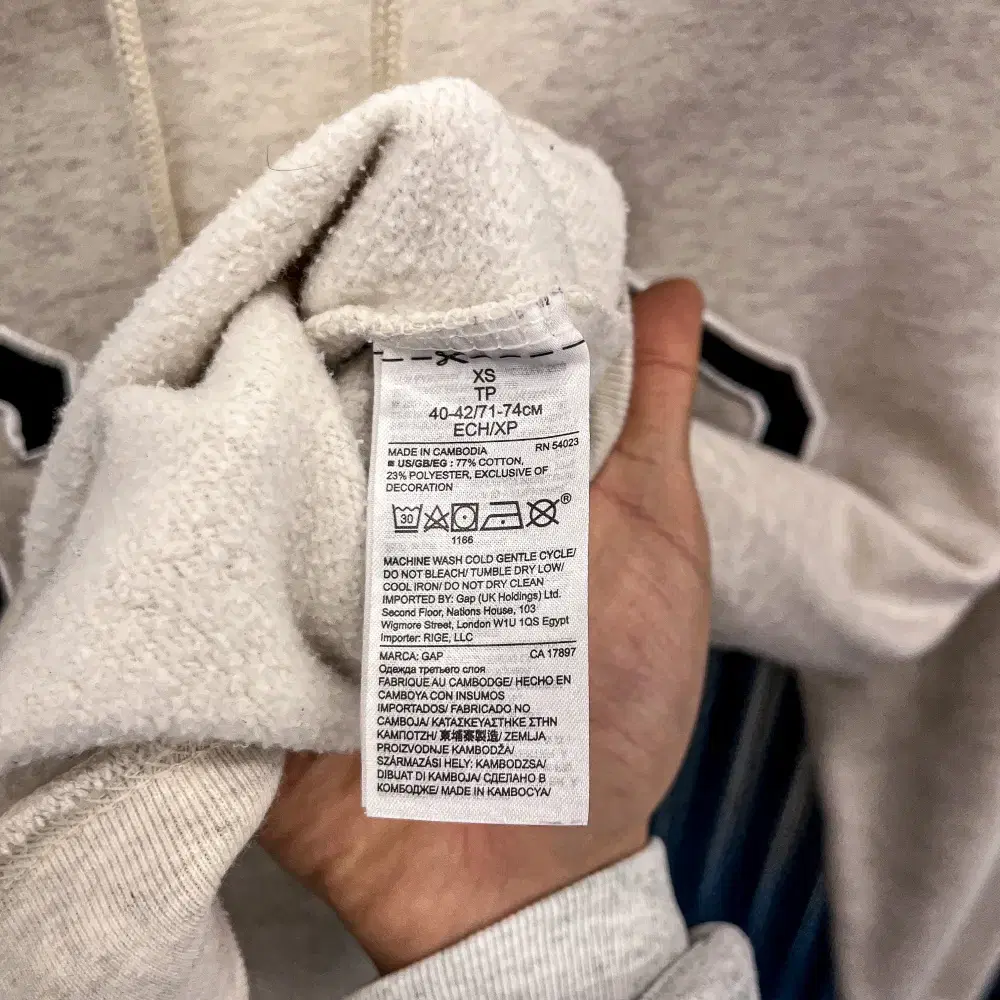 XS
TP
40-42/71-74CM
ECH/XP
MADE IN CAMBODIA RN 54023
■ US/GB/EG : 77% COTTON,
23% POLYESTER, EXCLUSIVE OF
DECORATION
30 ®
1166
MACHINE WASH COLD GENTLE CYCLE/
DO NOT BLEACH/ TUMBLE DRY LOW/
COOL IRON/ DO NOT DRY CLEAN
IMPORTED BY: Gap (UK Holdings) Ltd.
Second Floor, Nations House, 103
Wigmore Street, London W1U 1QS Egypt
Importer: RIGE, LLC
MARCA: GAP CA 17897
Одежда третьего слоя
FABRIQUE AU CAMBODGE/ HECHO EN
CAMBOYA CON INSUMOS
IMPORTADOS/ FABRICADO NO
CAMBOJA/ ΚΑΤΑΣΚΕΥΑΣΤΗΚΕ ΣΤΗΝ
ΚΑΜΠΟΤΖΗ/ 柬埔寨製造/ ZEMLJA
PROIZVODNJE KAMBODŽA/
SZÁRMAZÁSI HELY: KAMBODZSA/
DIBUAT DI KAMBOJA/ СДЕЛАНО В
КОМБОДЖЕ/ MADE IN KAMBOCYA/